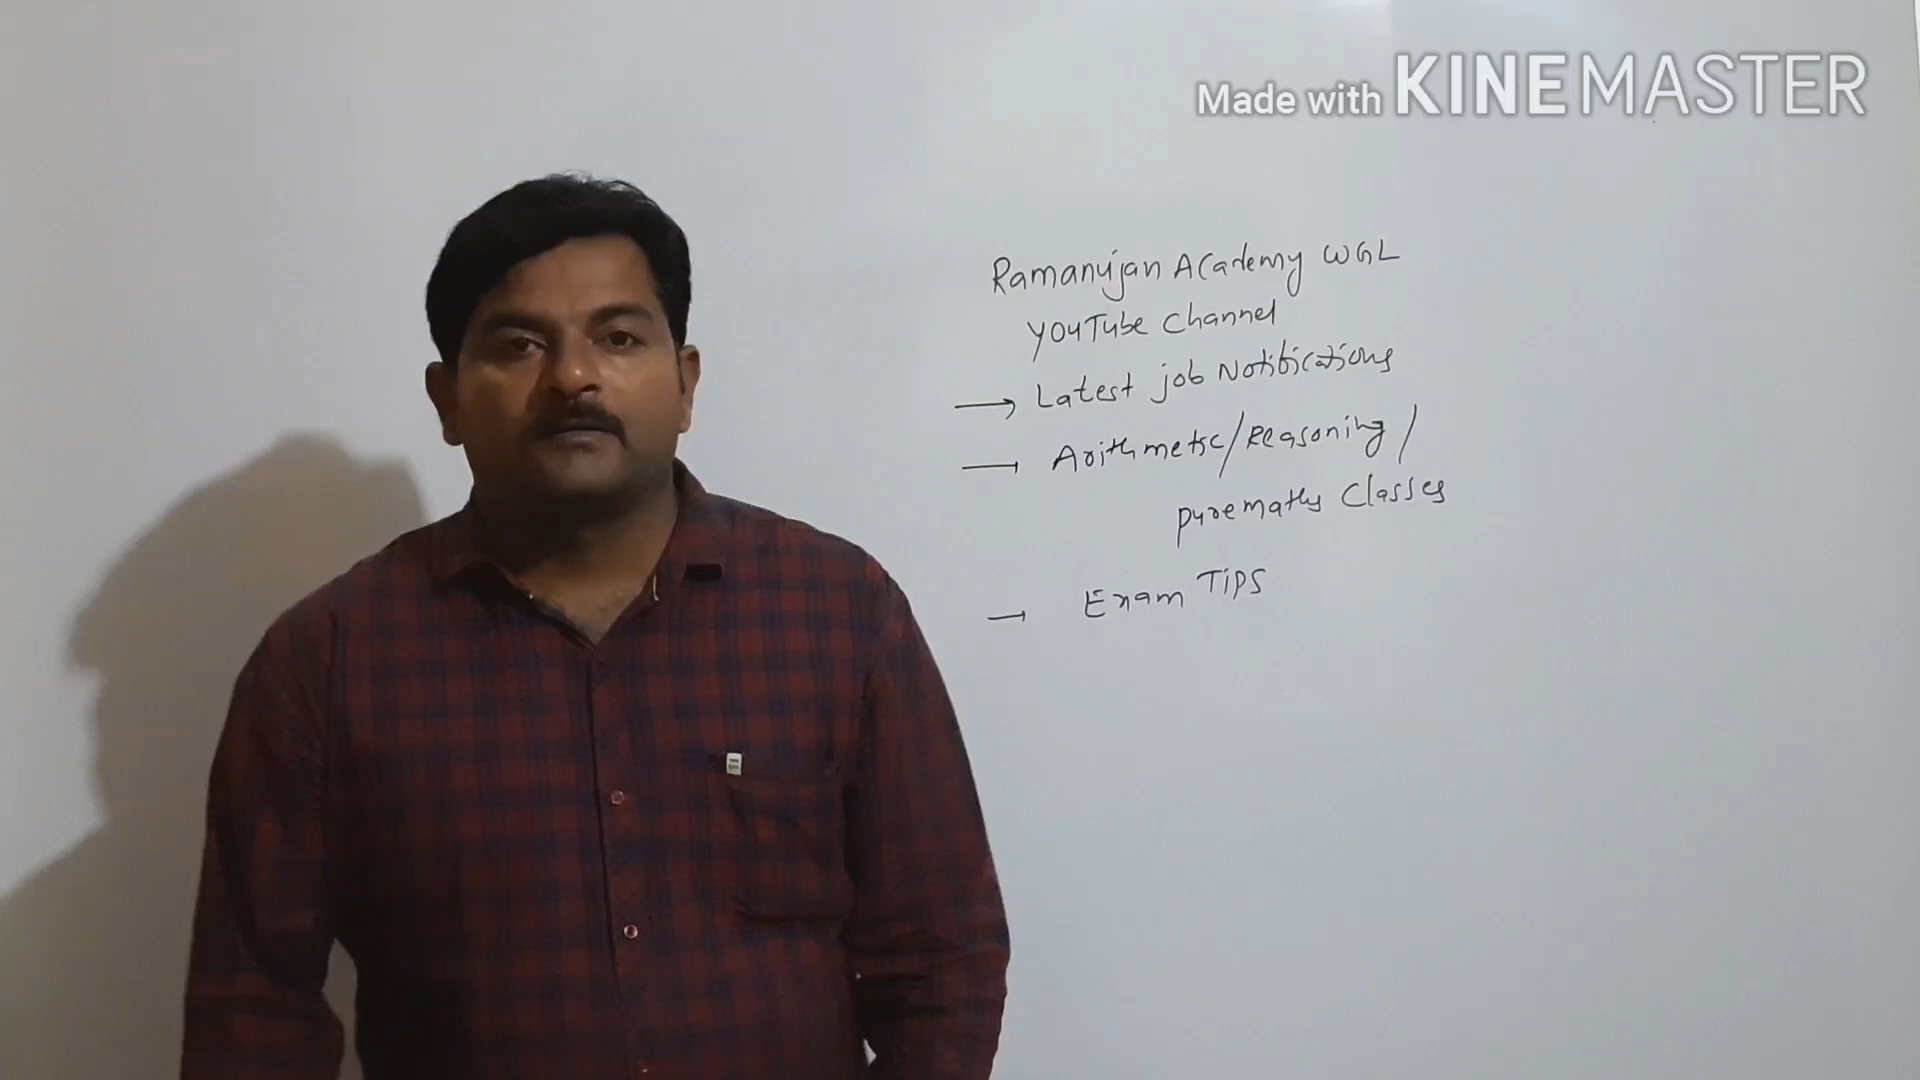 Made with KINEMASTER
Ramanujan Academy WGL
YouTube Channel
→ Latest job Notifications
→ Arithmetic/Reasoning/
puremaths Classes
→ Exam TIPS